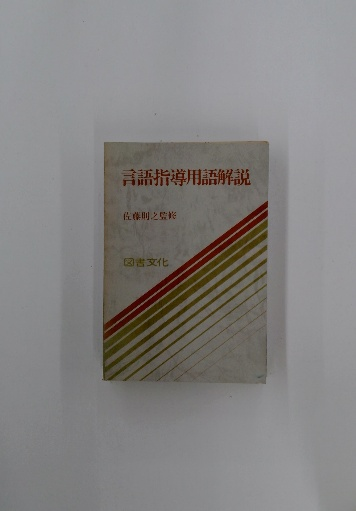 言語指導用語解説
佐藤則之監修
図書文化